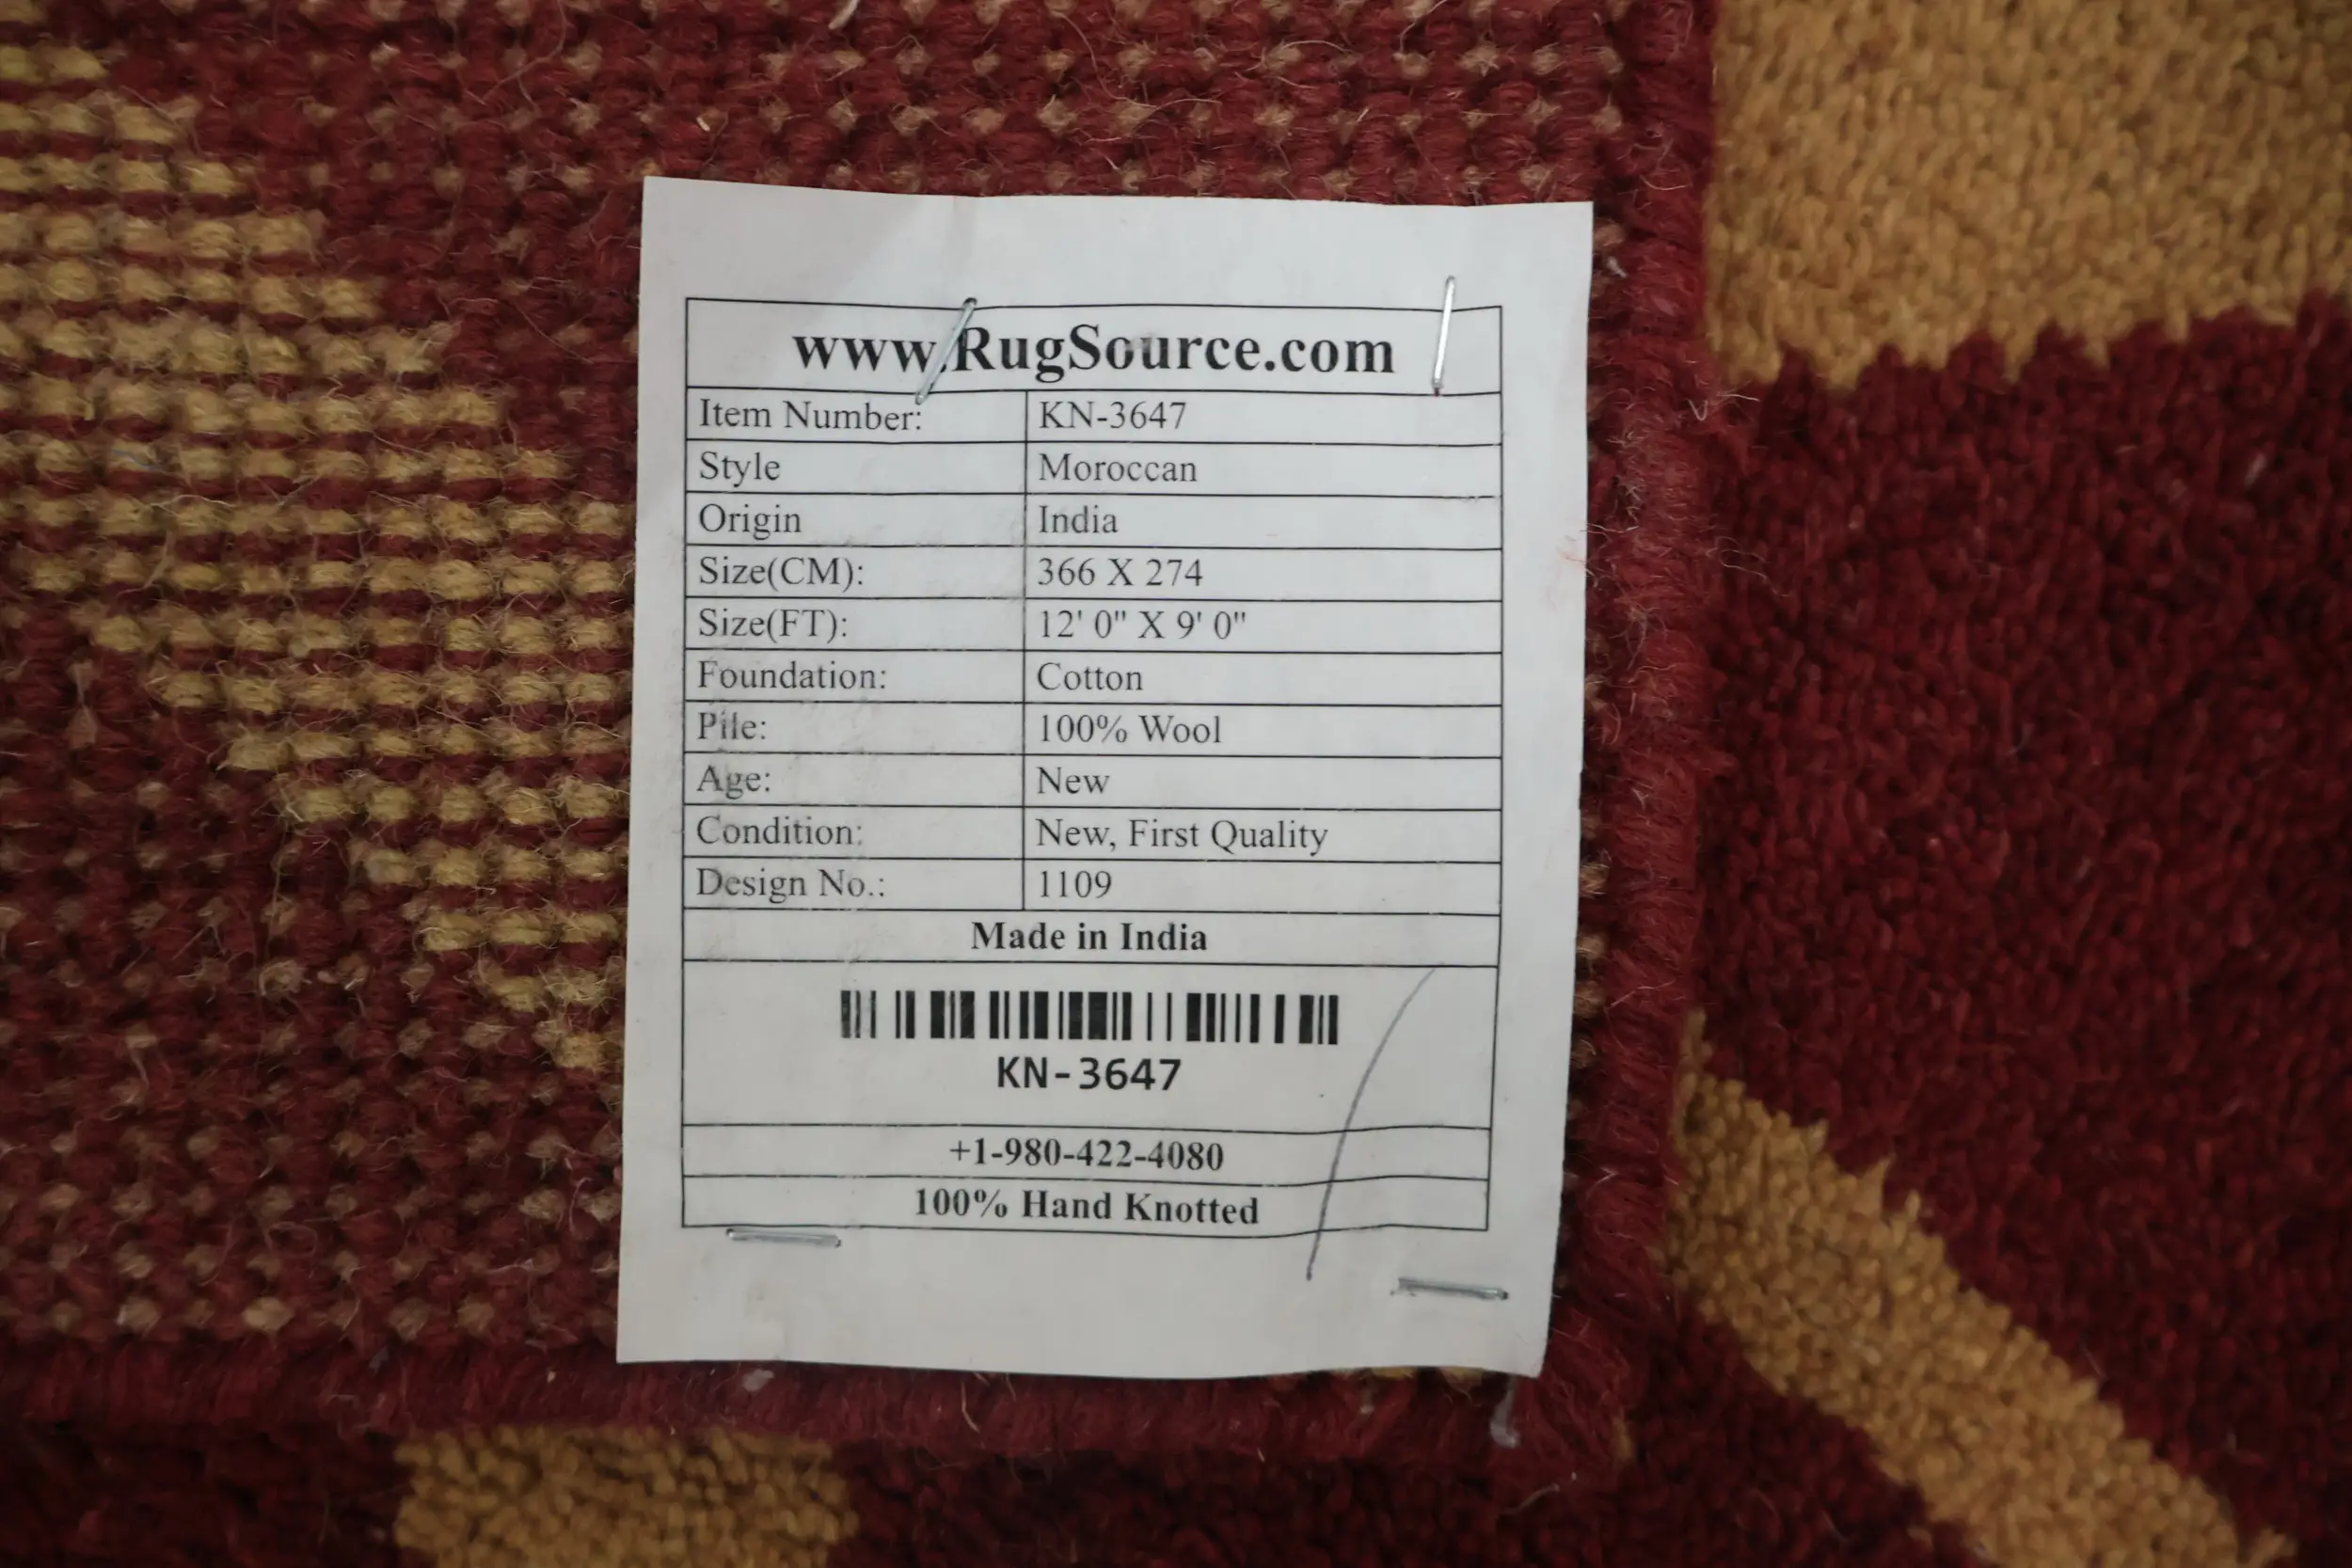 www.RugSource.com
Item Number: KN-3647
Style Moroccan
Origin India
Size(CM): 366 X 274
Size(FT): 12' 0" X 9' 0"
Foundation: Cotton
Pile: 100% Wool
Age: New
Condition: New, First Quality
Design No.: 1109
Made in India
KN-3647
+1-980-422-4080
100% Hand Knotted